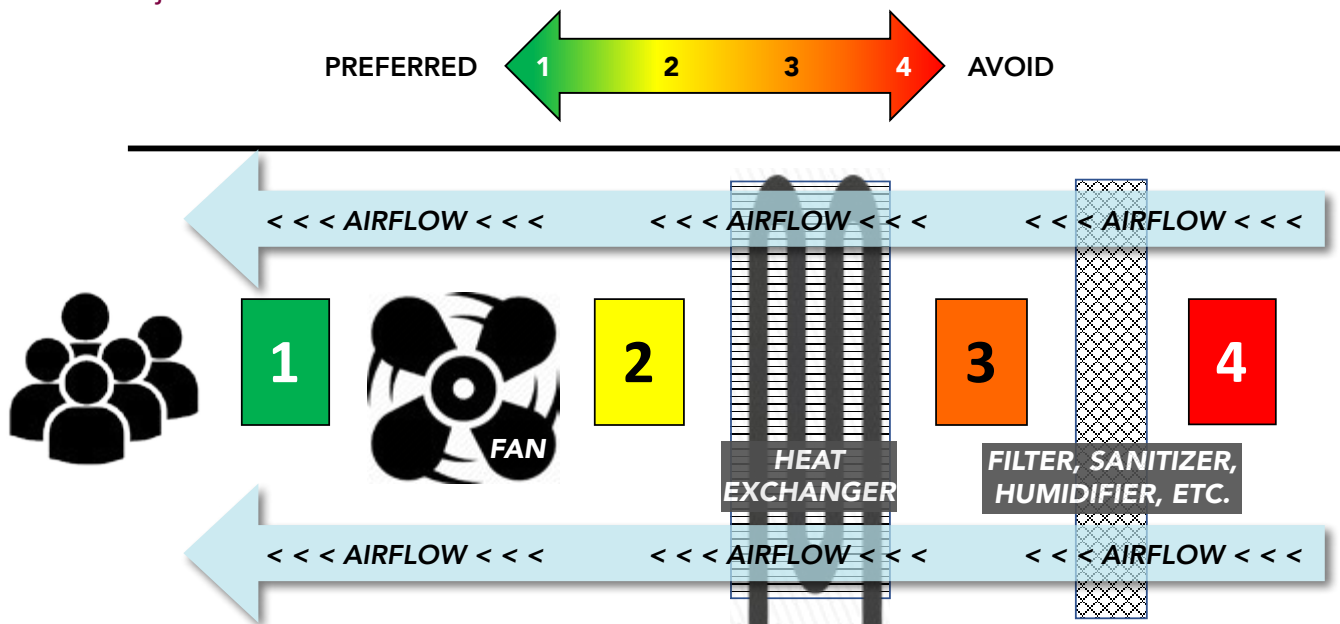 PREFERRED 1 2 3 4 AVOID
< < < AIRFLOW < < < < < < AIRFLOW < < < < < < AIRFLOW < < <
1 2 3 4
FAN
HEAT
EXCHANGER
FILTER, SANITIZER,
HUMIDIFIER, ETC.
< < < AIRFLOW < < < < < < AIRFLOW < < < < < < AIRFLOW < < <